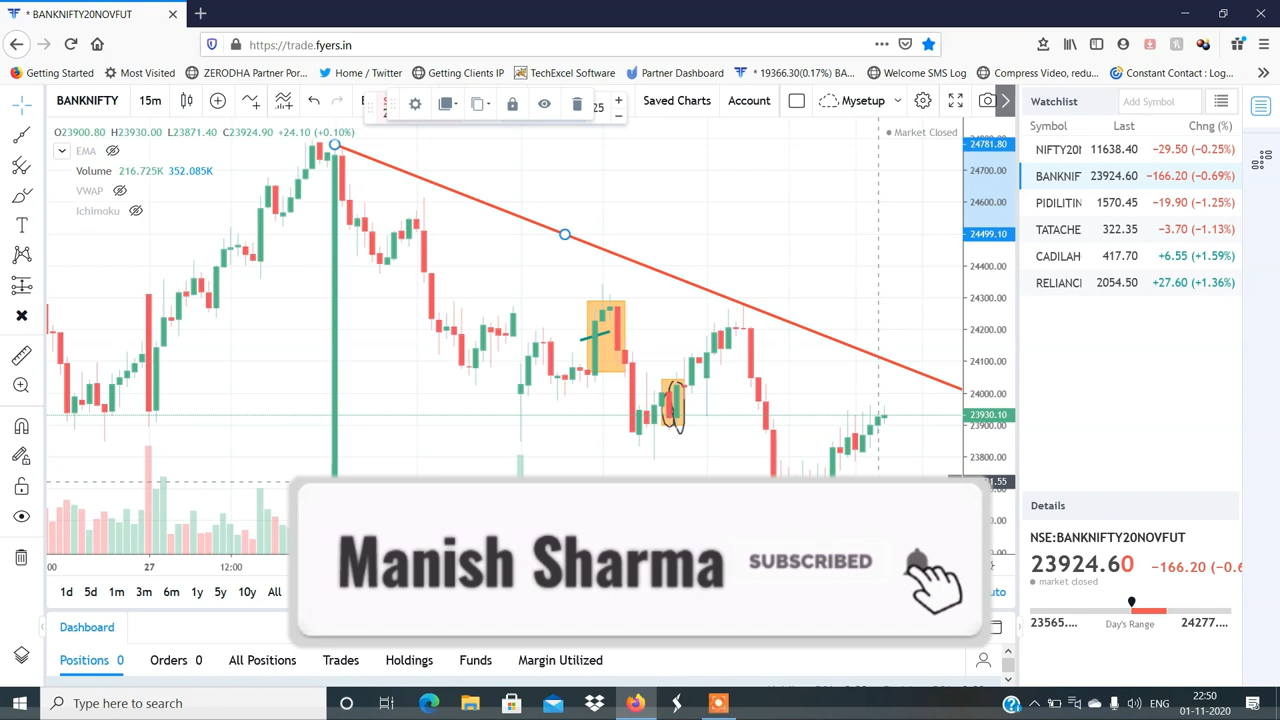 * BANKNIFTY20NOVFUT
https://trade.fyers.in
Getting Started Most Visited ZERODHA Partner Por... Home / Twitter Getting Clients IP TechExcel Software Partner Dashboard * 19366.30(0.17%) BA... Welcome SMS Log Compress Video, redu... Constant Contact : Log...
BANKNIFTY 15m 25 Saved Charts Account Mysetup
O23900.80 H23930.00 L23871.40 C23924.90 +24.10 (+0.10%)
Market Closed
EMA
Volume 216.725K 352.085K
VWAP
Ichimoku
24781.80
24700.00
24600.00
24499.10
24400.00
24300.00
24200.00
24100.00
24000.00
23930.10
23900.00
23800.00
00 27 12:00
1d 5d 1m 3m 6m 1y 5y 10y All
Manish Sharma SUBSCRIBED
Dashboard
Positions 0 Orders 0 All Positions Trades Holdings Funds Margin Utilized
Watchlist Add Symbol
Symbol Last Chng (%)
NIFTY20N 11638.40 −29.50 (−0.25%)
BANKNIF 23924.60 −166.20 (−0.69%)
PIDILITIN 1570.45 −19.90 (−1.25%)
TATACHE 322.35 −3.70 (−1.13%)
CADILAH 417.70 +6.55 (+1.59%)
RELIANC 2054.50 +27.60 (+1.36%)
Details
NSE:BANKNIFTY20NOVFUT
23924.60 −166.20 (−0.6
market closed
23565.... Day's Range 24277....
Type here to search
ENG
22:50
01-11-2020